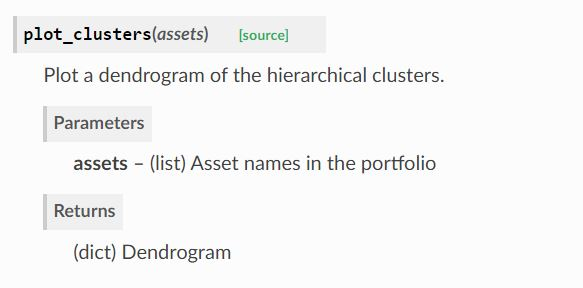 plot_clusters(assets) [source]
Plot a dendrogram of the hierarchical clusters.
Parameters
assets – (list) Asset names in the portfolio
Returns
(dict) Dendrogram